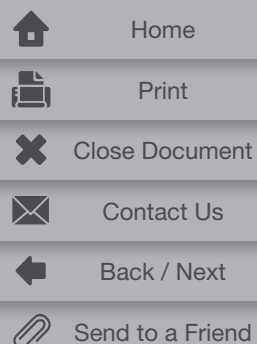 Home
Print
Close Document
Contact Us
Back / Next
Send to a Friend